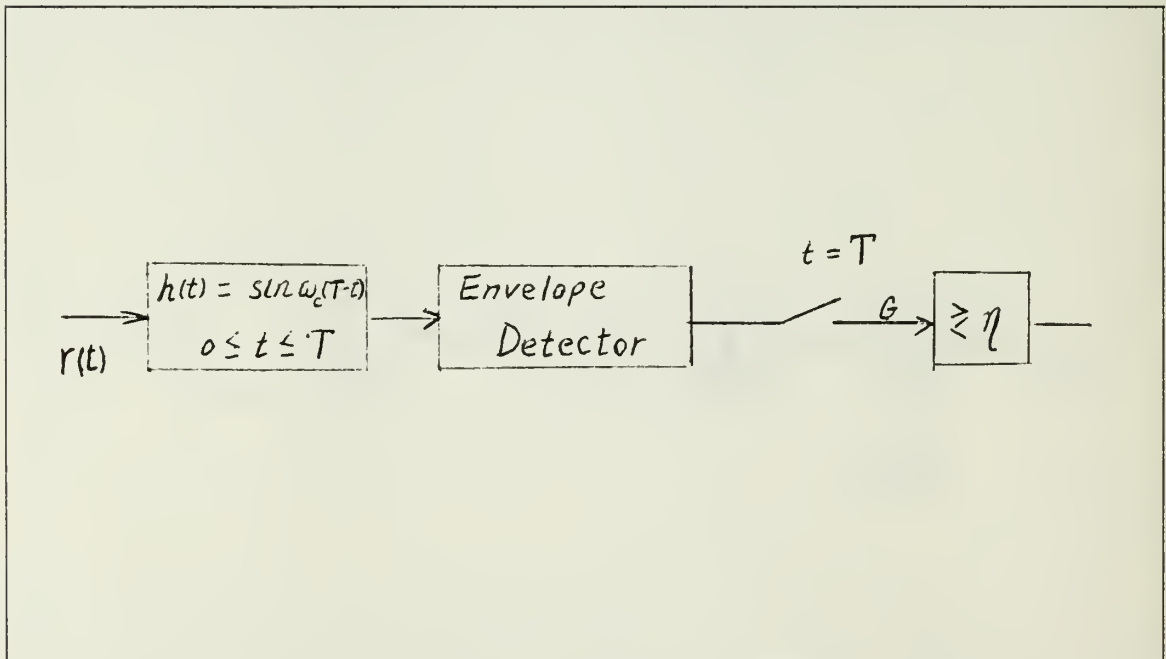 t = T
h(t) = sin ω_c(T-t)
0 ≤ t ≤ T
r(t)
Envelope
Detector
G
≷ η